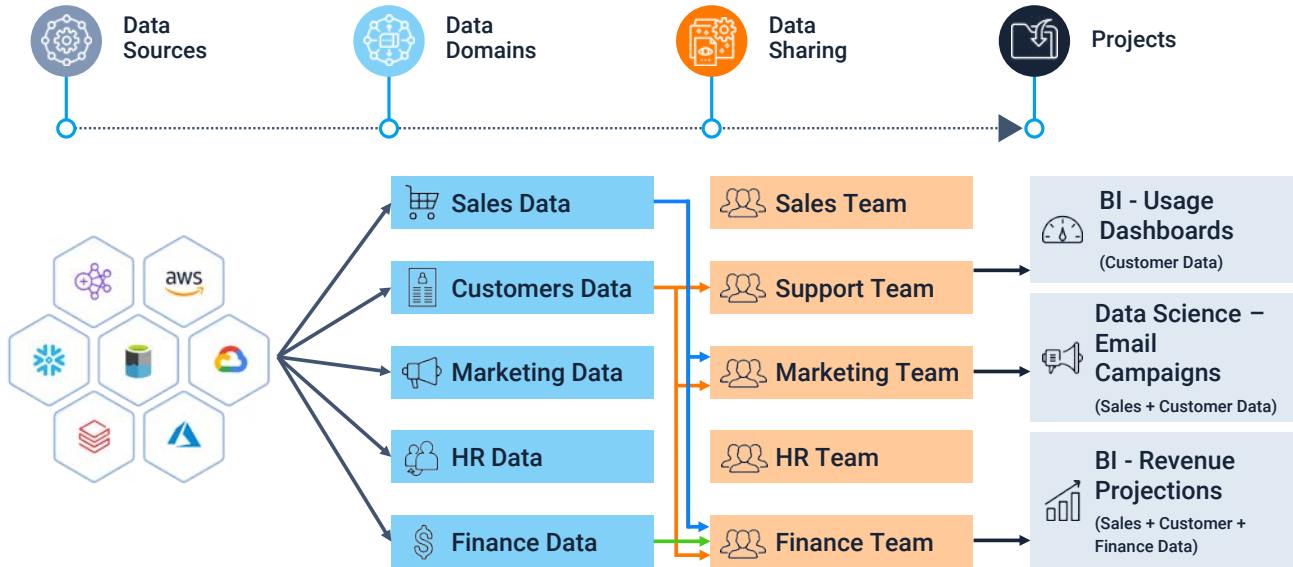 Data
Sources
Data
Domains
Data
Sharing
Projects
aws
Sales Data
Customers Data
Marketing Data
HR Data
Finance Data
Sales Team
Support Team
Marketing Team
HR Team
Finance Team
BI - Usage
Dashboards
(Customer Data)
Data Science –
Email
Campaigns
(Sales + Customer Data)
BI - Revenue
Projections
(Sales + Customer +
Finance Data)